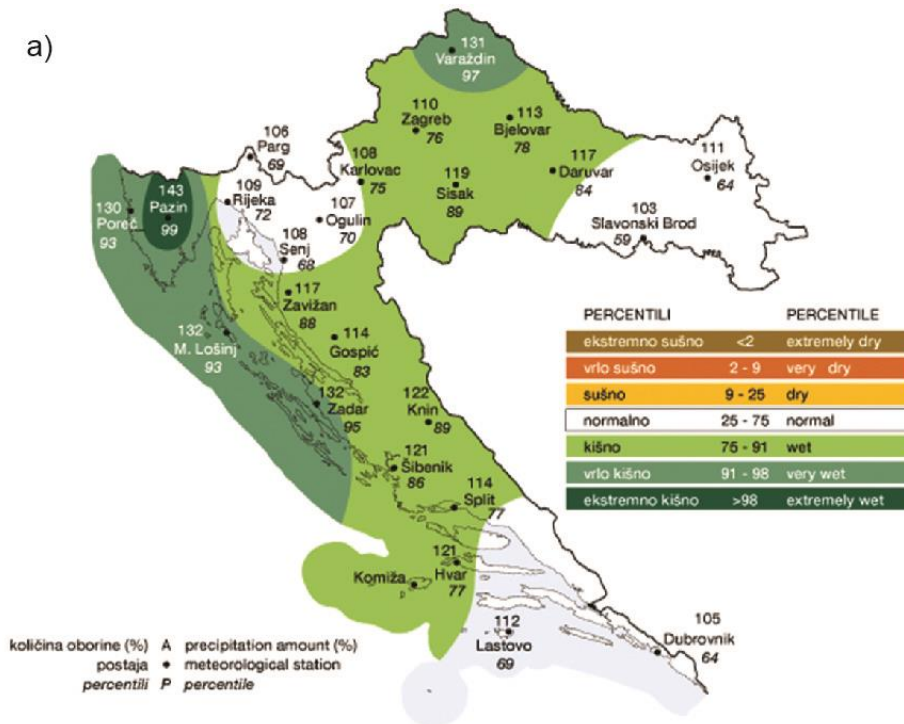 a)
131
Varaždin
97
110
Zagreb
76
113
Bjelovar
78
106
Parg
69
108
Karlovac
75
119
Sisak
89
117
Daruvar
84
111
Osijek
64
143
Pazin
99
130
Poreč
93
109
Rijeka
72
107
Ogulin
70
103
Slavonski Brod
59
108
Senj
68
117
Zavižan
88
132
M. Lošinj
93
114
Gospić
83
132
Zadar
95
122
Knin
89
121
Šibenik
86
114
Split
77
121
Hvar
77
Komiža
112
Lastovo
69
105
Dubrovnik
64
PERCENTILI PERCENTILE
ekstremno sušno <2 extremely dry
vrlo sušno 2 - 9 very dry
sušno 9 - 25 dry
normalno 25 - 75 normal
kišno 75 - 91 wet
vrlo kišno 91 - 98 very wet
ekstremno kišno >98 extremely wet
količina oborine (%) A precipitation amount (%)
postaja meteorological station
percentili P percentile